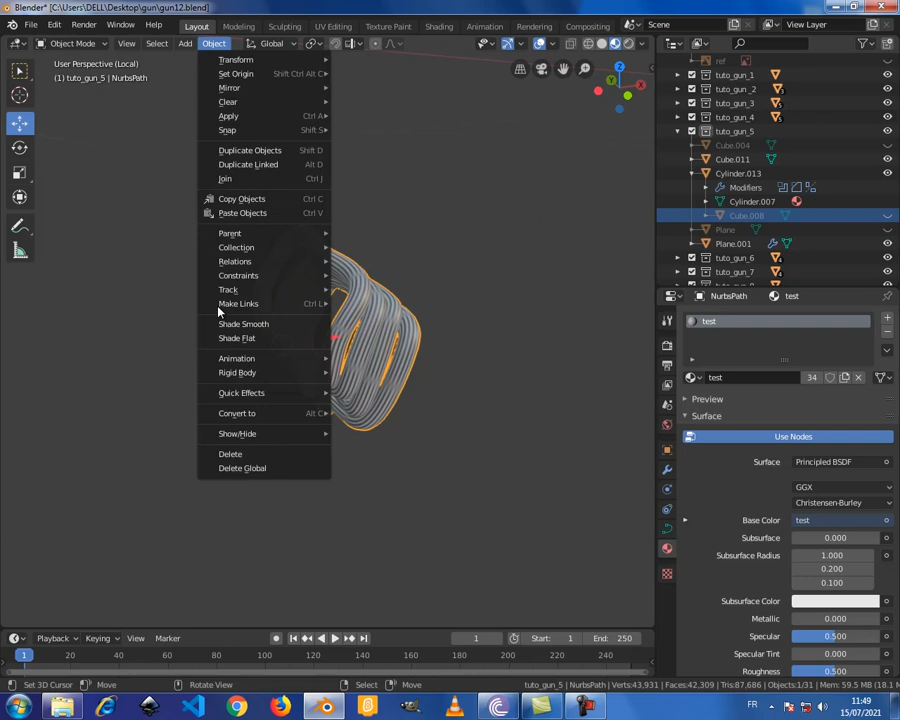 Blender* [C:\Users\DELL\Desktop\gun\gun12.blend]
File Edit Render Window Help Layout Modeling Sculpting UV Editing Texture Paint Shading Animation Rendering Compositing Scene View Layer
Object Mode View Select Add Object Global
User Perspective (Local)
(1) tuto_gun_5 | NurbsPath
Transform
Set Origin Shift Ctrl Alt C
Mirror
Clear
Apply Ctrl A
Snap Shift S
Duplicate Objects Shift D
Duplicate Linked Alt D
Join Ctrl J
Copy Objects Ctrl C
Paste Objects Ctrl V
Parent
Collection
Relations
Constraints
Track
Make Links Ctrl L
Shade Smooth
Shade Flat
Animation
Rigid Body
Quick Effects
Convert to Alt C
Show/Hide
Delete
Delete Global
Z
X
Y
ref
tuto_gun_1
tuto_gun_2
tuto_gun_3
tuto_gun_4
tuto_gun_5
Cube.004
Cube.011
Cylinder.013
Modifiers
Cylinder.007
Cube.008
Plane
Plane.001
tuto_gun_6
tuto_gun_7
NurbsPath test
test
test 34
Preview
Surface
Use Nodes
Surface Principled BSDF
GGX
Christensen-Burley
Base Color test
Subsurface 0.000
Subsurface Radius 1.000
0.200
0.100
Subsurface Color
Metallic 0.000
Specular 0.500
Specular Tint 0.000
Roughness 0.500
Playback Keying View Marker 1 Start: 1 End: 250
1 20 40 60 80 100 120 140 160 180 200 220 240
Set 3D Cursor Move Rotate View Select Move tuto_gun_5 | NurbsPath | Verts:43,931 | Faces:42,309 | Tris:87,686 | Objects:1/31 | Mem: 59.5 MB
FR 11:49
15/07/2021